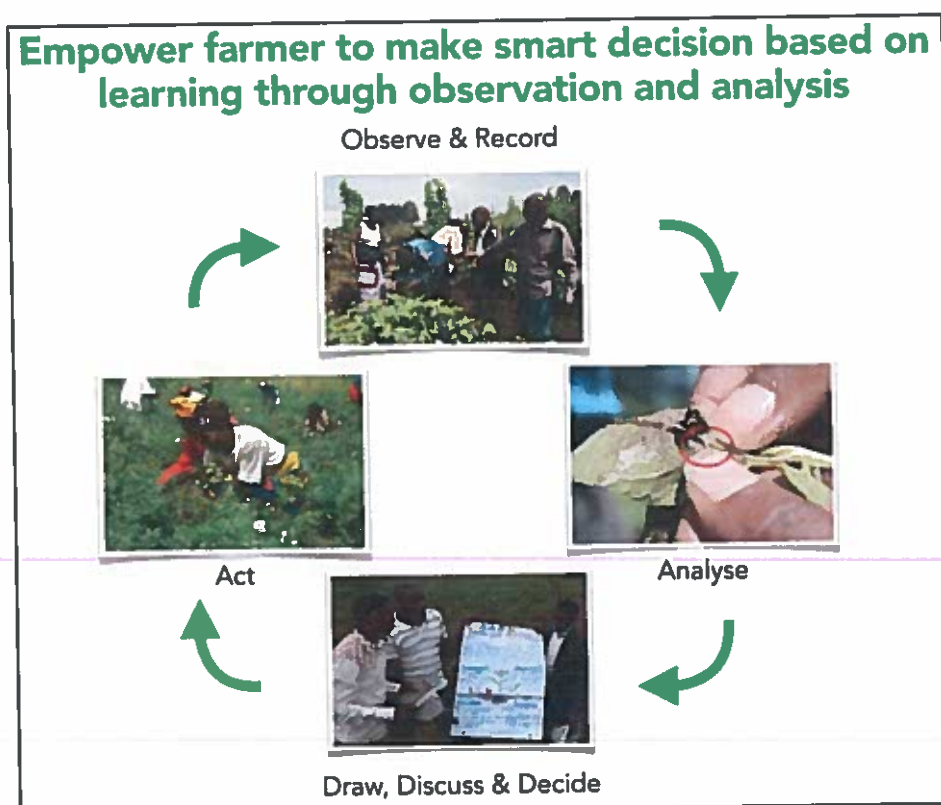 Empower farmer to make smart decision based on
learning through observation and analysis
Observe & Record
Analyse
Act
Draw, Discuss & Decide